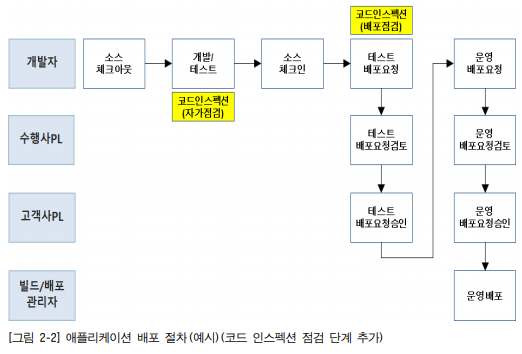 코드인스펙션
(배포점검)
개발자
소스
체크아웃
개발/
테스트
소스
체크인
테스트
배포요청
운영
배포요청
코드인스펙션
(자가점검)
수행사PL
테스트
배포요청검토
운영
배포요청검토
고객사PL
테스트
배포요청승인
운영
배포요청승인
빌드/배포
관리자
운영배포
[그림 2-2] 애플리케이션 배포 절차(예시)(코드 인스펙션 점검 단계 추가)